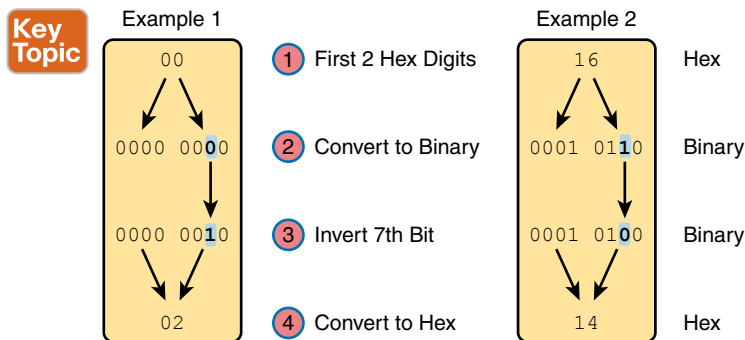 Key
Topic
Example 1
Example 2
00
1 First 2 Hex Digits
16
Hex
0000 0000
2 Convert to Binary
0001 0110
Binary
0000 0010
3 Invert 7th Bit
0001 0100
Binary
02
4 Convert to Hex
14
Hex